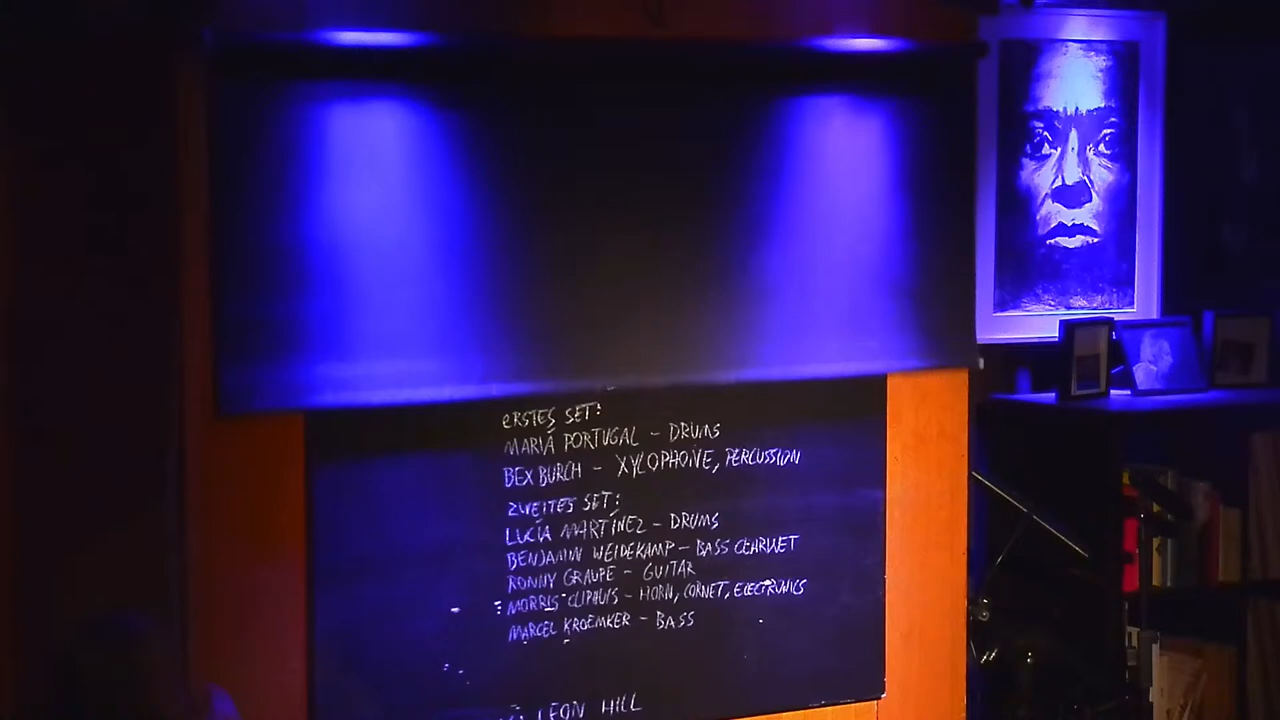 ERSTES SET:
MARIÁ PORTUGAL – DRUMS
BEX BURCH – XYLOPHONE, PERCUSSION
ZWEITES SET:
LUCÍA MARTÍNEZ – DRUMS
BENJAMIN WEIDEKAMP – BASS CLARINET
RONNY GRAUPE – GUITAR
MORRIS CLIPHUIS – HORN, CORNET, ELECTRONICS
MARCEL KROEMKER – BASS
LEON HILL